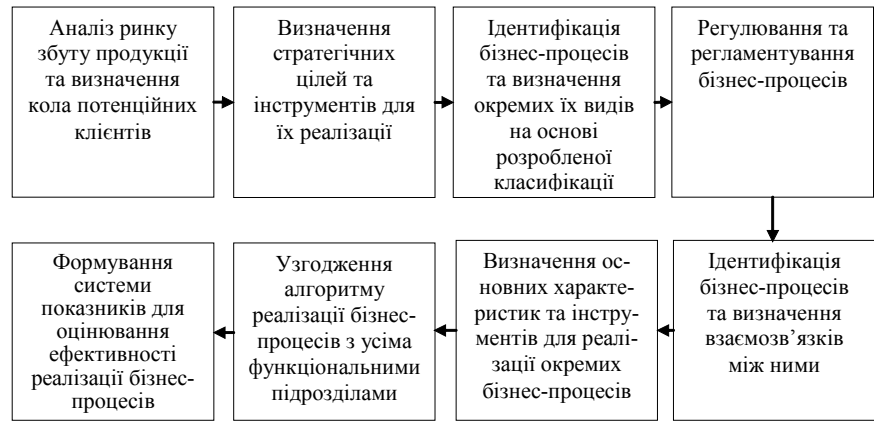 Аналіз ринку
збуту продукції
та визначення
кола потенційних
клієнтів
Визначення
стратегічних
цілей та
інструментів для
їх реалізації
Ідентифікація
бізнес-процесів
та визначення
окремих їх видів
на основі
розробленої
класифікації
Регулювання та
регламентування
бізнес-процесів
Ідентифікація
бізнес-процесів
та визначення
взаємозв’язків
між ними
Визначення ос-
новних характе-
ристик та інстру-
ментів для реалі-
зації окремих
бізнес-процесів
Узгодження
алгоритму
реалізації бізнес-
процесів з усіма
функціональними
підрозділами
Формування
системи
показників для
оцінювання
ефективності
реалізації бізнес-
процесів